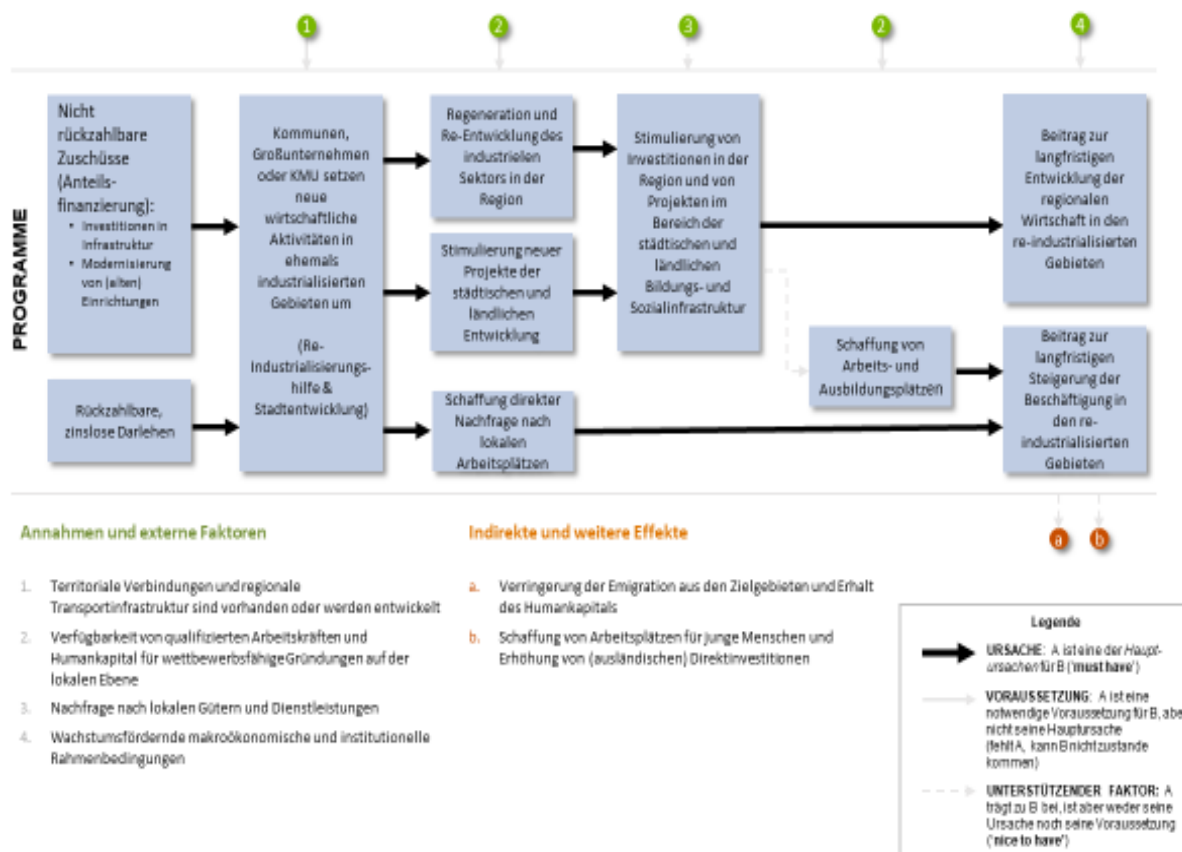 1
2
3
2
4
PROGRAMME
Nicht
rückzahlbare
Zuschüsse
(Anteils-
finanzierung):
• Investitionen in
Infrastruktur
• Modernisierung
von (alten)
Einrichtungen
Rückzahlbare,
zinslose Darlehen
Kommunen,
Großunternehmen
oder KMU setzen
neue
wirtschaftliche
Aktivitäten in
ehemals
industrialisierten
Gebieten um
(Re-
Industrialisierungs-
hilfe &
Stadtentwicklung)
Regeneration und
Re-Entwicklung des
industriellen
Sektors in der
Region
Stimulierung neuer
Projekte der
städtischen und
ländlichen
Entwicklung
Schaffung direkter
Nachfrage nach
lokalen
Arbeitsplätzen
Stimulierung von
Investitionen in der
Region und von
Projekten im
Bereich der
städtischen und
ländlichen
Bildungs- und
Sozialinfrastruktur
Schaffung von
Arbeits- und
Ausbildungsplätzen
Beitrag zur
langfristigen
Entwicklung der
regionalen
Wirtschaft in den
re-industrialisierten
Gebieten
Beitrag zur
langfristigen
Steigerung der
Beschäftigung in
den re-
industrialisierten
Gebieten
a
b
Annahmen und externe Faktoren
1. Territoriale Verbindungen und regionale
Transportinfrastruktur sind vorhanden oder werden entwickelt
2. Verfügbarkeit von qualifizierten Arbeitskräften und
Humankapital für wettbewerbsfähige Gründungen auf der
lokalen Ebene
3. Nachfrage nach lokalen Gütern und Dienstleistungen
4. Wachstumsfördernde makroökonomische und institutionelle
Rahmenbedingungen
Indirekte und weitere Effekte
a. Verringerung der Emigration aus den Zielgebieten und Erhalt
des Humankapitals
b. Schaffung von Arbeitsplätzen für junge Menschen und
Erhöhung von (ausländischen) Direktinvestitionen
Legende
URSACHE: A ist eine der Haupt-
ursachen für B ('must have')
VORAUSSETZUNG: A ist eine
notwendige Voraussetzung für B, abe
nicht seine Hauptursache
(fehlt A, kann B nicht zustande
kommen)
UNTERSTÜTZENDER FAKTOR: A
trägt zu B bei, ist aber weder seine
Ursache noch seine Voraussetzung
('nice to have')